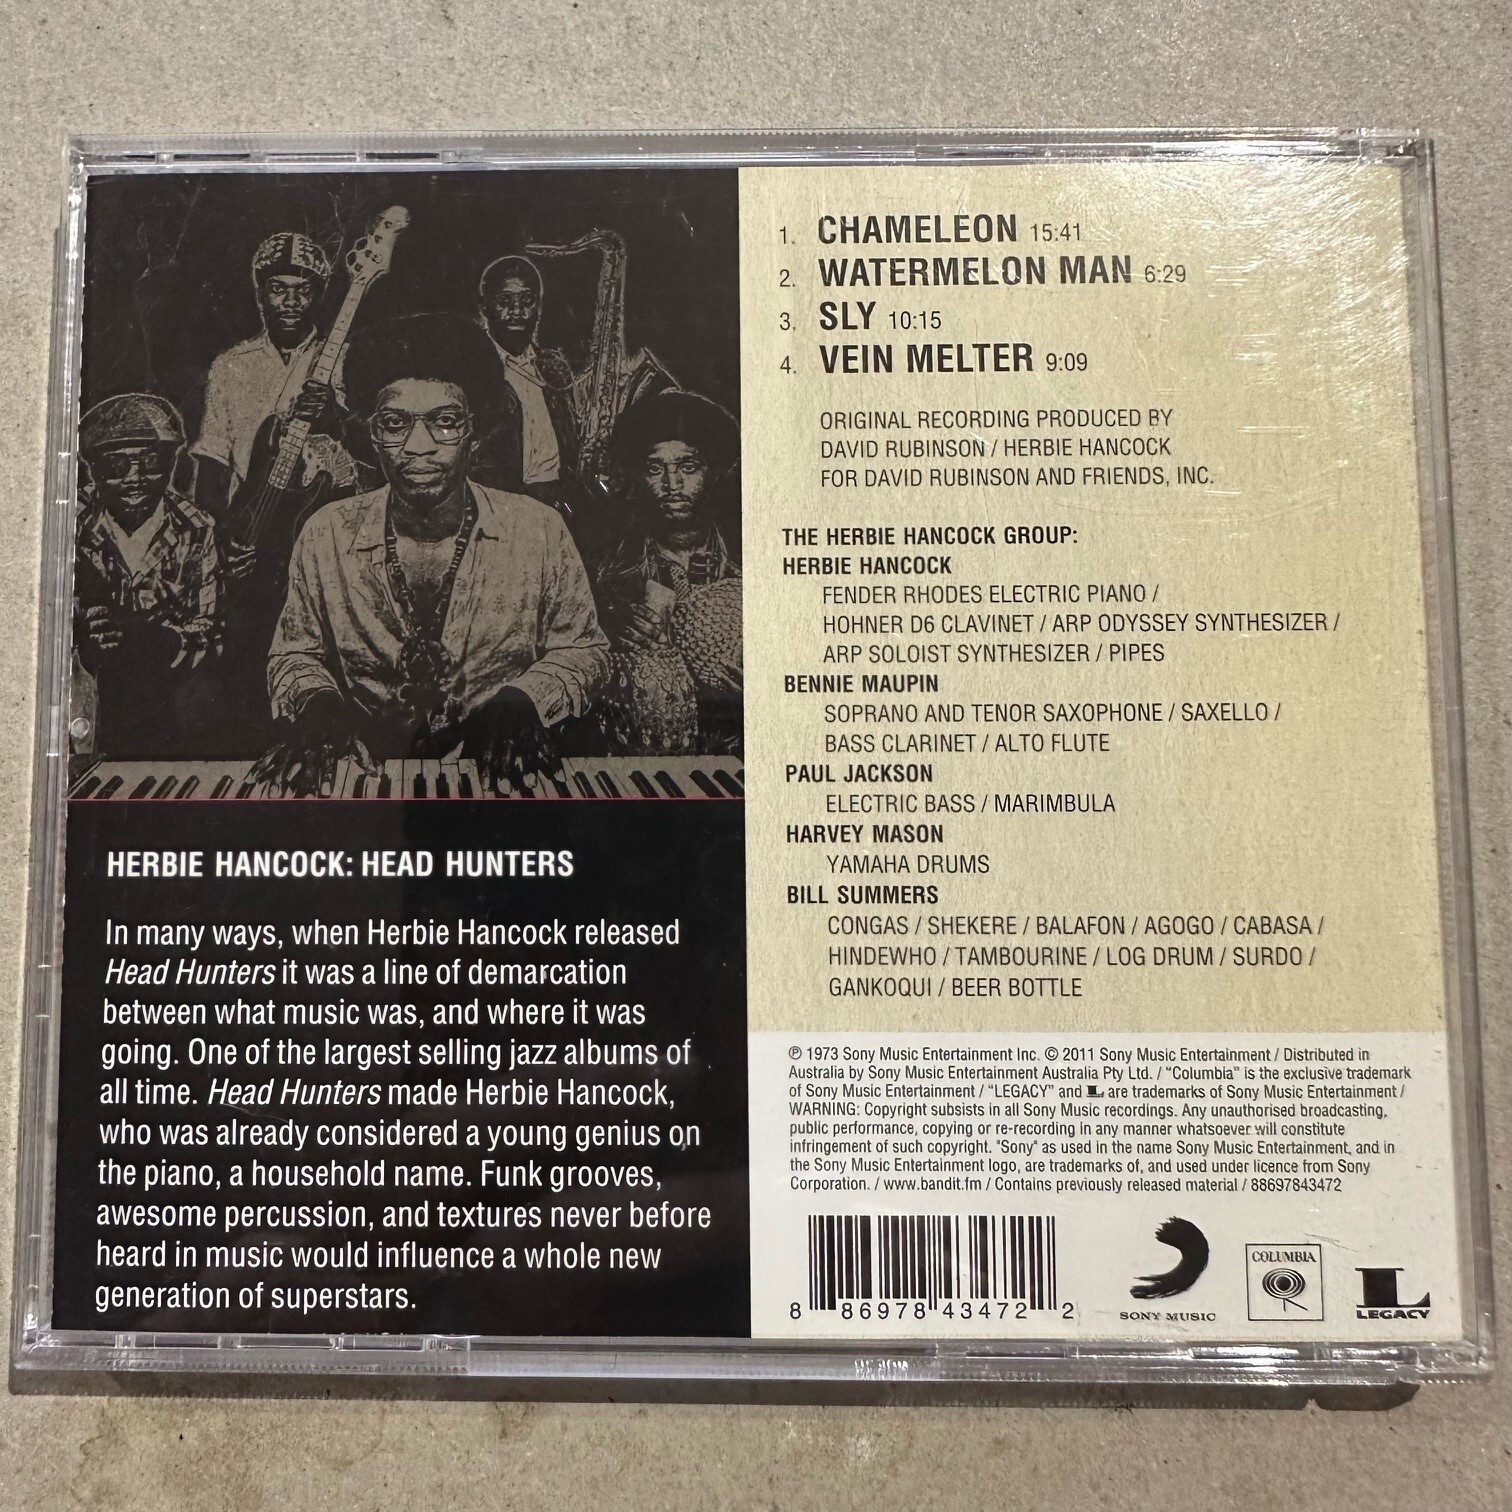 1. CHAMELEON 15:41
2. WATERMELON MAN 6:29
3. SLY 10:15
4. VEIN MELTER 9:09
ORIGINAL RECORDING PRODUCED BY
DAVID RUBINSON / HERBIE HANCOCK
FOR DAVID RUBINSON AND FRIENDS, INC.
THE HERBIE HANCOCK GROUP:
HERBIE HANCOCK
FENDER RHODES ELECTRIC PIANO /
HOHNER D6 CLAVINET / ARP ODYSSEY SYNTHESIZER /
ARP SOLOIST SYNTHESIZER / PIPES
BENNIE MAUPIN
SOPRANO AND TENOR SAXOPHONE / SAXELLO /
BASS CLARINET / ALTO FLUTE
PAUL JACKSON
ELECTRIC BASS / MARIMBULA
HARVEY MASON
YAMAHA DRUMS
BILL SUMMERS
CONGAS / SHEKERE / BALAFON / AGOGO / CABASA /
HINDEWHO / TAMBOURINE / LOG DRUM / SURDO /
GANKOQUI / BEER BOTTLE
HERBIE HANCOCK: HEAD HUNTERS
In many ways, when Herbie Hancock released
Head Hunters it was a line of demarcation
between what music was, and where it was
going. One of the largest selling jazz albums of
all time. Head Hunters made Herbie Hancock,
who was already considered a young genius on
the piano, a household name. Funk grooves,
awesome percussion, and textures never before
heard in music would influence a whole new
generation of superstars.
℗ 1973 Sony Music Entertainment Inc. © 2011 Sony Music Entertainment / Distributed in
Australia by Sony Music Entertainment Australia Pty Ltd. / "Columbia" is the exclusive trademark
of Sony Music Entertainment / "LEGACY" and L are trademarks of Sony Music Entertainment /
WARNING: Copyright subsists in all Sony Music recordings. Any unauthorised broadcasting,
public performance, copying or re-recording in any manner whatsoever will constitute
infringement of such copyright. "Sony" as used in the name Sony Music Entertainment, and in
the Sony Music Entertainment logo, are trademarks of, and used under licence from Sony
Corporation. / www.bandit.fm / Contains previously released material / 88697843472
8 86978 43472 2
SONY MUSIC
COLUMBIA
L
LEGACY